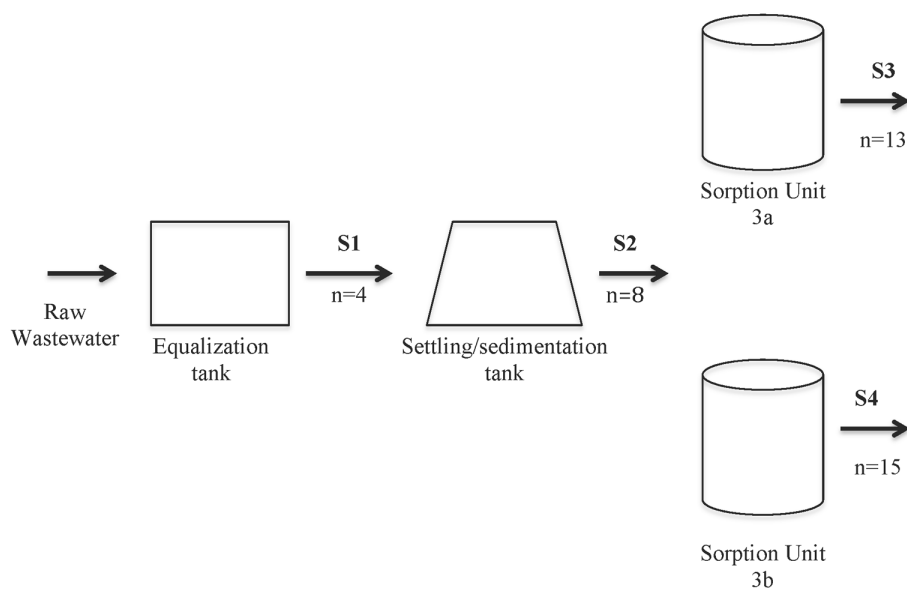 Raw
Wastewater
Equalization
tank
S1
n=4
Settling/sedimentation
tank
S2
n=8
Sorption Unit
3a
S3
n=13
Sorption Unit
3b
S4
n=15